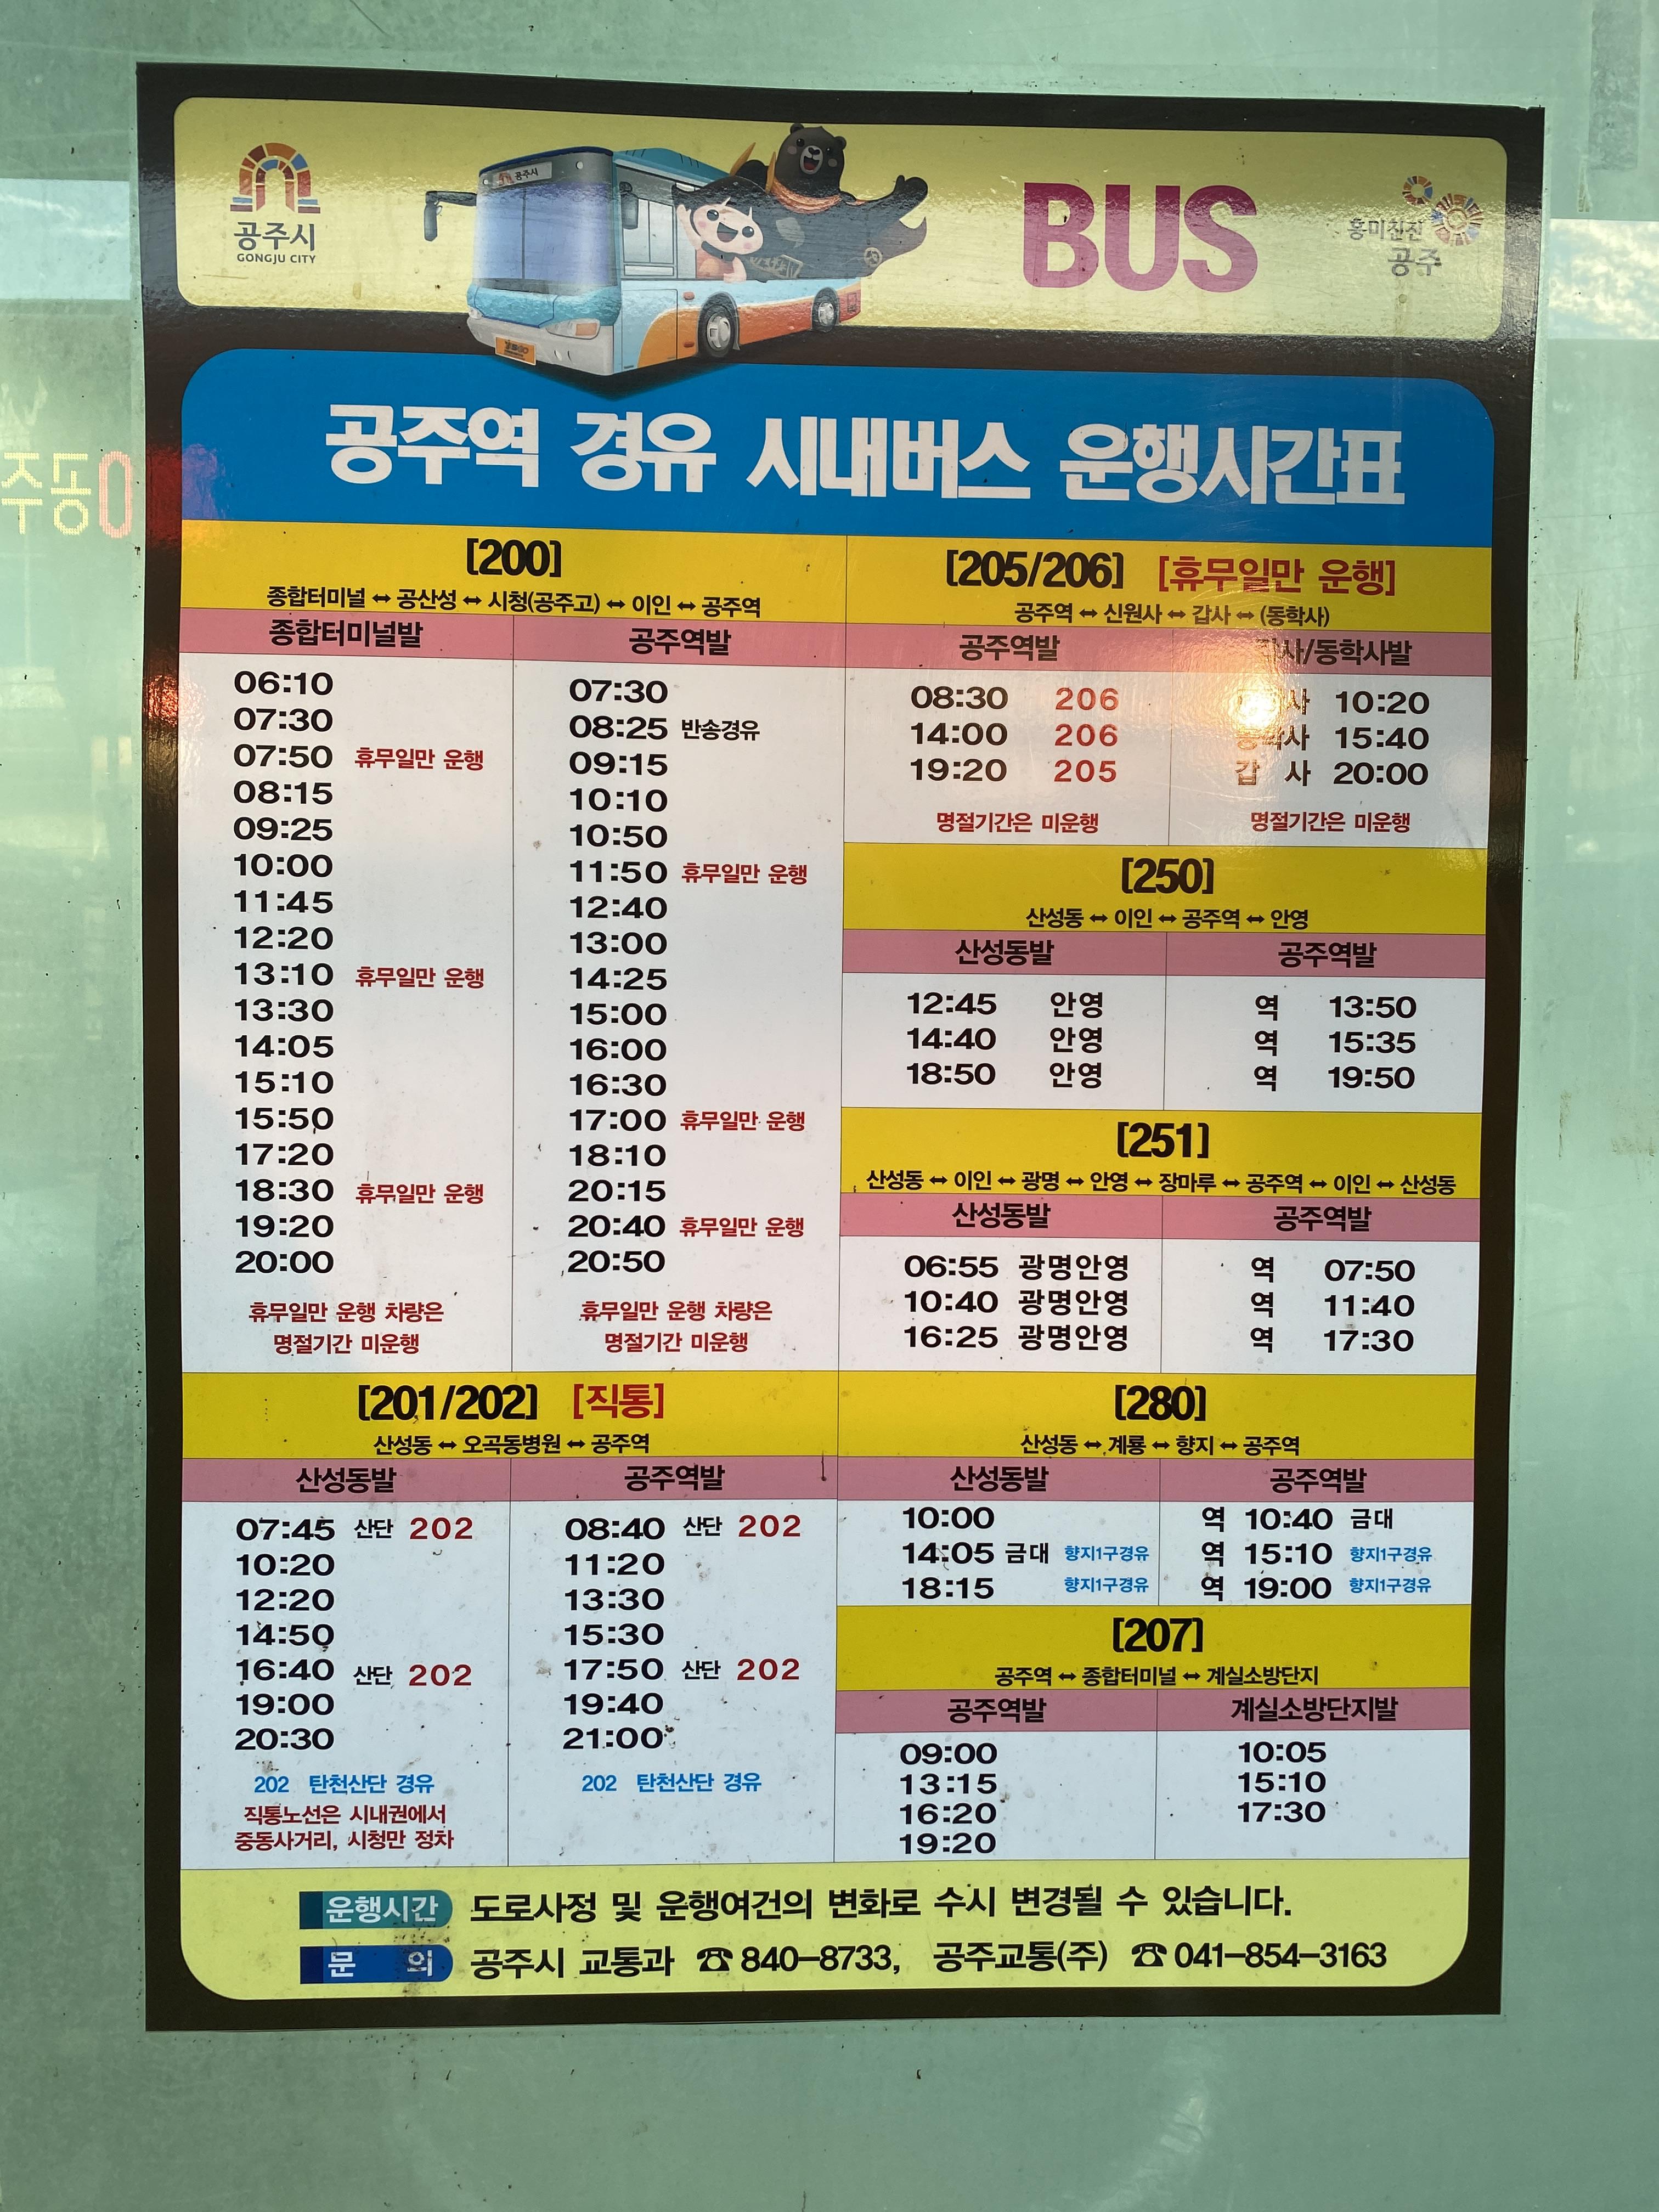 공주시
GONGJU CITY
공주시
BUS
흥미진진
공주
공주역 경유 시내버스 운행시간표
[200]
종합터미널 ↔ 공산성 ↔ 시청(공주고) ↔ 이인 ↔ 공주역
종합터미널발
06:10
07:30
07:50 휴무일만 운행
08:15
09:25
10:00
11:45
12:20
13:10 휴무일만 운행
13:30
14:05
15:10
15:50
17:20
18:30 휴무일만 운행
19:20
20:00
휴무일만 운행 차량은
명절기간 미운행
공주역발
07:30
08:25 반송경유
09:15
10:10
10:50
11:50 휴무일만 운행
12:40
13:00
14:25
15:00
16:00
16:30
17:00 휴무일만 운행
18:10
20:15
20:40 휴무일만 운행
20:50
휴무일만 운행 차량은
명절기간 미운행
[201/202] [직통]
산성동 ↔ 오곡동병원 ↔ 공주역
산성동발
07:45 산단 202
10:20
12:20
14:50
16:40 산단 202
19:00
20:30
202 탄천산단 경유
직통노선은 시내권에서
중동사거리, 시청만 정차
공주역발
08:40 산단 202
11:20
13:30
15:30
17:50 산단 202
19:40
21:00
202 탄천산단 경유
[205/206] [휴무일만 운행]
공주역 ↔ 신원사 ↔ 갑사 ↔ (동학사)
공주역발
08:30 206
14:00 206
19:20 205
명절기간은 미운행
갑사/동학사발
10:20
동학사 15:40
갑 사 20:00
명절기간은 미운행
[250]
산성동 ↔ 이인 ↔ 공주역 ↔ 안영
산성동발
12:45 안영
14:40 안영
18:50 안영
공주역발
역 13:50
역 15:35
역 19:50
[251]
산성동 ↔ 이인 ↔ 광명 ↔ 안영 ↔ 장마루 ↔ 공주역 ↔ 이인 ↔ 산성동
산성동발
06:55 광명안영
10:40 광명안영
16:25 광명안영
공주역발
역 07:50
역 11:40
역 17:30
[280]
산성동 ↔ 계룡 ↔ 향지 ↔ 공주역
산성동발
10:00
14:05 금대 향지1구경유
18:15 향지1구경유
공주역발
역 10:40 금대
역 15:10 향지1구경유
역 19:00 향지1구경유
[207]
공주역 ↔ 종합터미널 ↔ 계실소방단지
공주역발
09:00
13:15
16:20
19:20
계실소방단지발
10:05
15:10
17:30
운행시간 도로사정 및 운행여건의 변화로 수시 변경될 수 있습니다.
문 의 공주시 교통과 ☎840-8733, 공주교통(주) ☎041-854-3163